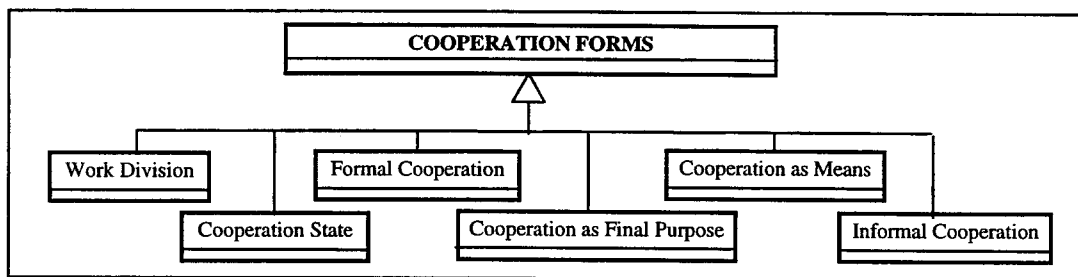 COOPERATION FORMS
Work Division
Formal Cooperation
Cooperation as Means
Cooperation State
Cooperation as Final Purpose
Informal Cooperation